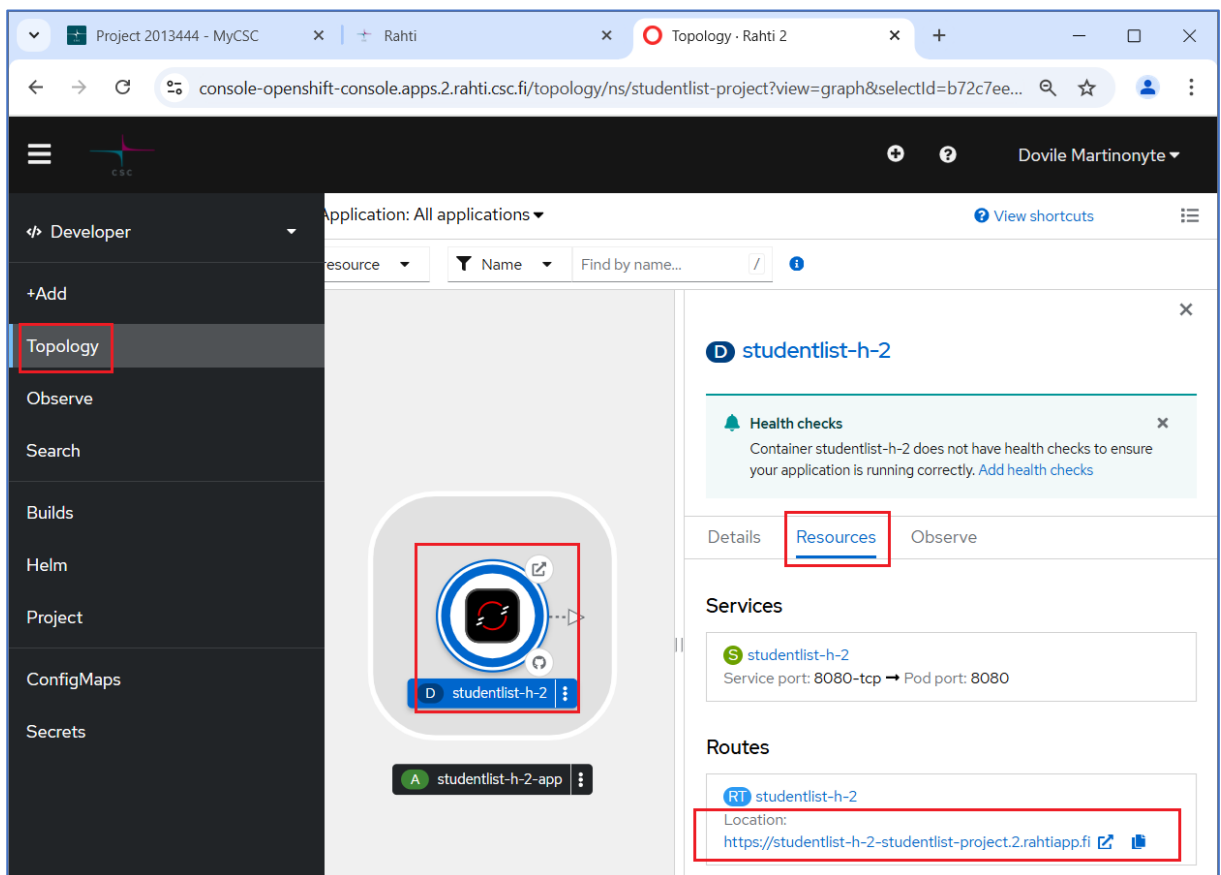 Project 2013444 - MyCSC
Rahti
Topology · Rahti 2
console-openshift-console.apps.2.rahti.csc.fi/topology/ns/studentlist-project?view=graph&selectId=b72c7ee...
csc
Dovile Martinonyte
Developer
+Add
Topology
Observe
Search
Builds
Helm
Project
ConfigMaps
Secrets
Application: All applications
View shortcuts
resource
Name
Find by name...
/
D studentlist-h-2
A studentlist-h-2-app
D studentlist-h-2
Health checks
Container studentlist-h-2 does not have health checks to ensure
your application is running correctly. Add health checks
Details Resources Observe
Services
S studentlist-h-2
Service port: 8080-tcp → Pod port: 8080
Routes
RT studentlist-h-2
Location:
https://studentlist-h-2-studentlist-project.2.rahtiapp.fi